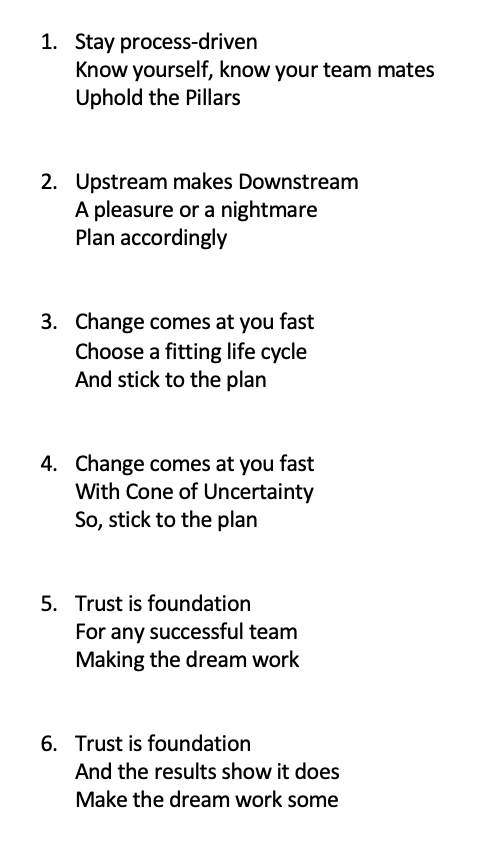 1. Stay process-driven
Know yourself, know your team mates
Uphold the Pillars
2. Upstream makes Downstream
A pleasure or a nightmare
Plan accordingly
3. Change comes at you fast
Choose a fitting life cycle
And stick to the plan
4. Change comes at you fast
With Cone of Uncertainty
So, stick to the plan
5. Trust is foundation
For any successful team
Making the dream work
6. Trust is foundation
And the results show it does
Make the dream work some